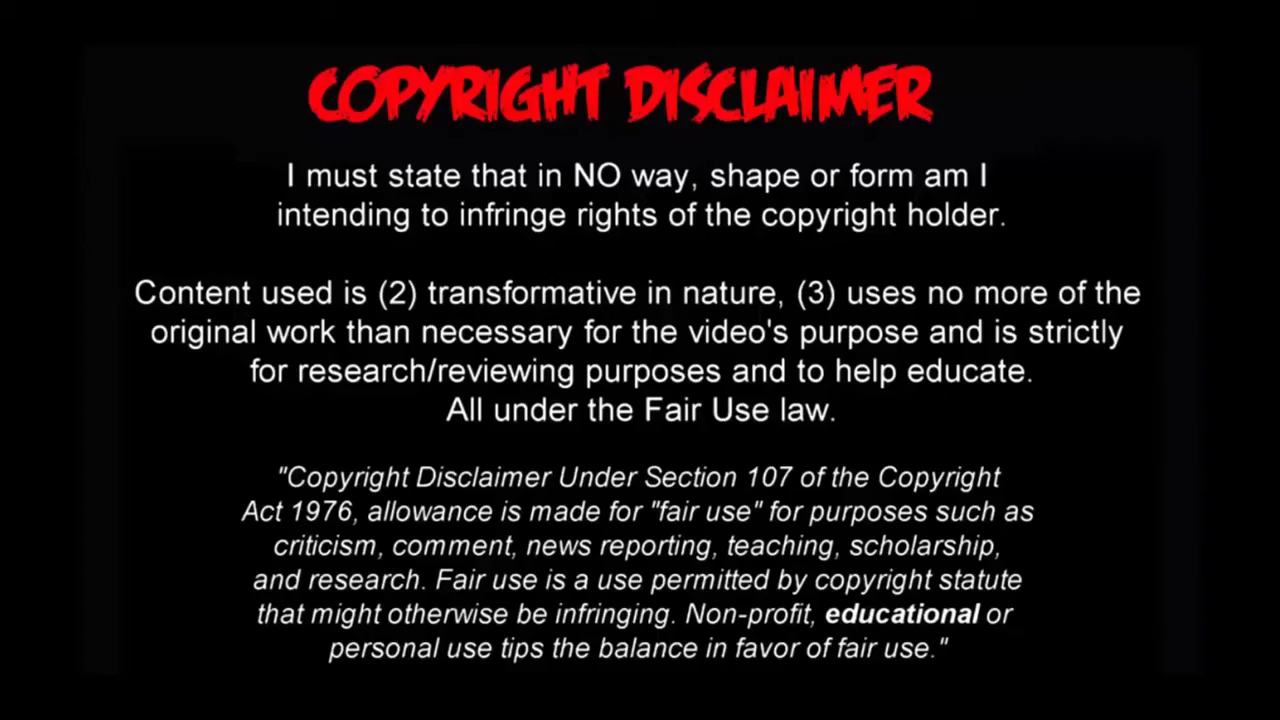 COPYRIGHT DISCLAIMER
I must state that in NO way, shape or form am I
intending to infringe rights of the copyright holder.
Content used is (2) transformative in nature, (3) uses no more of the
original work than necessary for the video's purpose and is strictly
for research/reviewing purposes and to help educate.
All under the Fair Use law.
"Copyright Disclaimer Under Section 107 of the Copyright
Act 1976, allowance is made for "fair use" for purposes such as
criticism, comment, news reporting, teaching, scholarship,
and research. Fair use is a use permitted by copyright statute
that might otherwise be infringing. Non-profit, educational or
personal use tips the balance in favor of fair use."